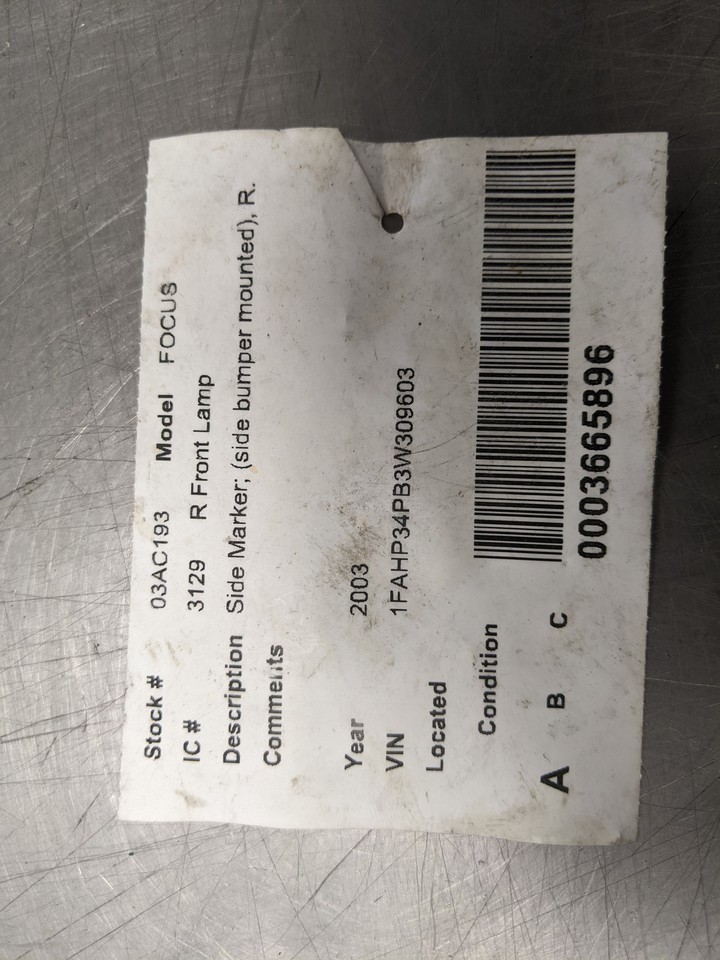 Stock # 03AC193 Model FOCUS
IC # 3129 R Front Lamp
Description Side Marker; (side bumper mounted), R.
Comments
Year 2003
VIN 1FAHP34PB3W309603
Located
Condition
A B C
0003665896